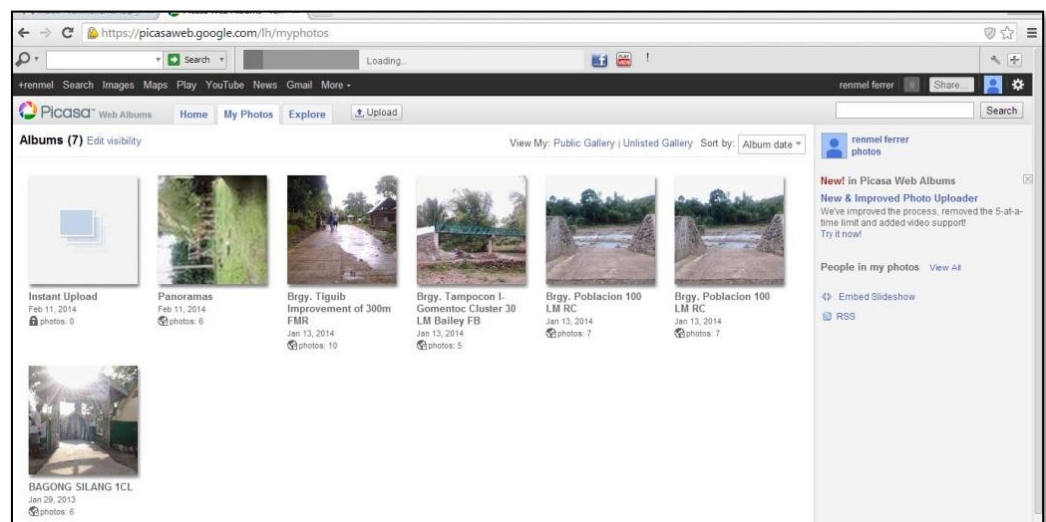 https://picasaweb.google.com/lh/myphotos
Search
Loading...
!
+renmel Search Images Maps Play YouTube News Gmail More
renmel ferrer
Share...
Picasa™ Web Albums Home My Photos Explore Upload
Search
Albums (7) Edit visibility
View My: Public Gallery | Unlisted Gallery Sort by: Album date
Instant Upload
Feb 11, 2014
photos: 0
Panoramas
Feb 11, 2014
photos: 6
Brgy. Tiguib
Improvement of 300m
FMR
Jan 13, 2014
photos: 10
Brgy. Tampocon I-
Gomentoc Cluster 30
LM Bailey FB
Jan 13, 2014
photos: 5
Brgy. Poblacion 100
LM RC
Jan 13, 2014
photos: 7
Brgy. Poblacion 100
LM RC
Jan 13, 2014
photos: 7
BAGONG SILANG 1CL
Jan 29, 2013
photos: 6
renmel ferrer
photos
New! in Picasa Web Albums
New & Improved Photo Uploader
We've improved the process, removed the 5-at-a-
time limit and added video support!
Try it now!
People in my photos View All
Embed Slideshow
RSS